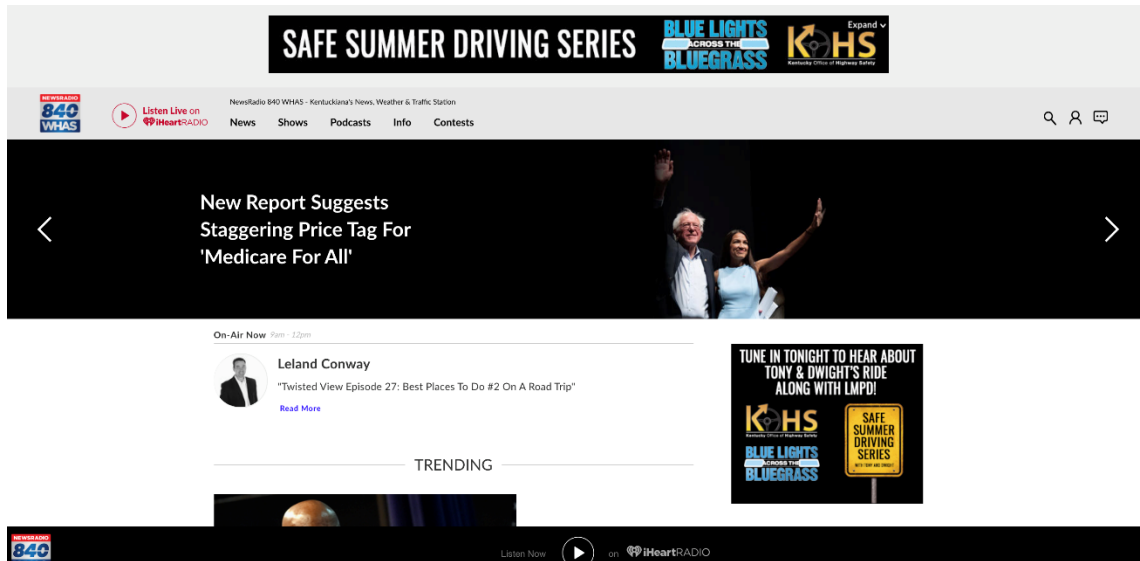 SAFE SUMMER DRIVING SERIES
BLUE LIGHTS
ACROSS THE
BLUEGRASS
KOHS
Kentucky Office of Highway Safety
Expand
NEWSRADIO
840
WHAS
Listen Live on
iHeartRADIO
NewsRadio 840 WHAS - Kentuckiana's News, Weather & Traffic Station
News Shows Podcasts Info Contests
New Report Suggests
Staggering Price Tag For
'Medicare For All'
On-Air Now 9am - 12pm
Leland Conway
"Twisted View Episode 27: Best Places To Do #2 On A Road Trip"
Read More
TRENDING
TUNE IN TONIGHT TO HEAR ABOUT
TONY & DWIGHT'S RIDE
ALONG WITH LMPD!
KOHS
Kentucky Office of Highway Safety
BLUE LIGHTS
ACROSS THE
BLUEGRASS
SAFE
SUMMER
DRIVING
SERIES
WITH TONY AND DWIGHT
NEWSRADIO
840
Listen Now on iHeartRADIO